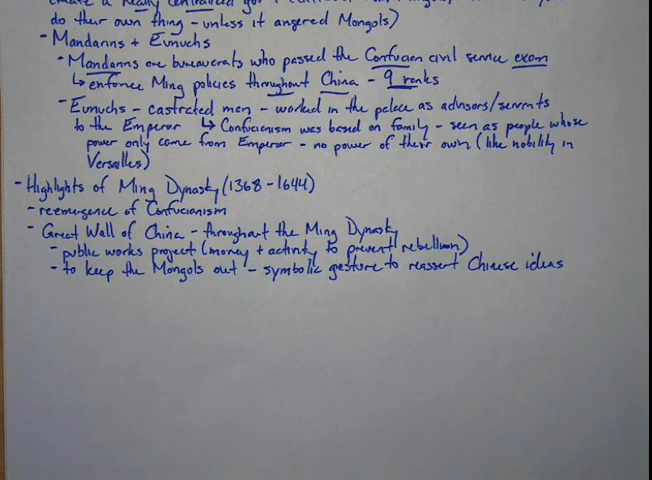 create a really centralized
do their own thing - unless it angered Mongols)
- Mandarins + Eunuchs
- Mandarins are bureaucrats who passed the Confucian civil service exam
↳ enforce Ming policies throughout China - 9 ranks
- Eunuchs - castrated men - worked in the palace as advisors/servants
to the Emperor ↳ Confucianism was based on family - seen as people whose
power only came from Emperor - no power of their own (like nobility in
Versailles)
- Highlights of Ming Dynasty (1368-1644)
- reemergence of Confucianism
- Great Wall of China - throughout the Ming Dynasty
- public works project (money + activity to prevent rebellion)
- to keep the Mongols out - symbolic gesture to reassert Chinese ideas